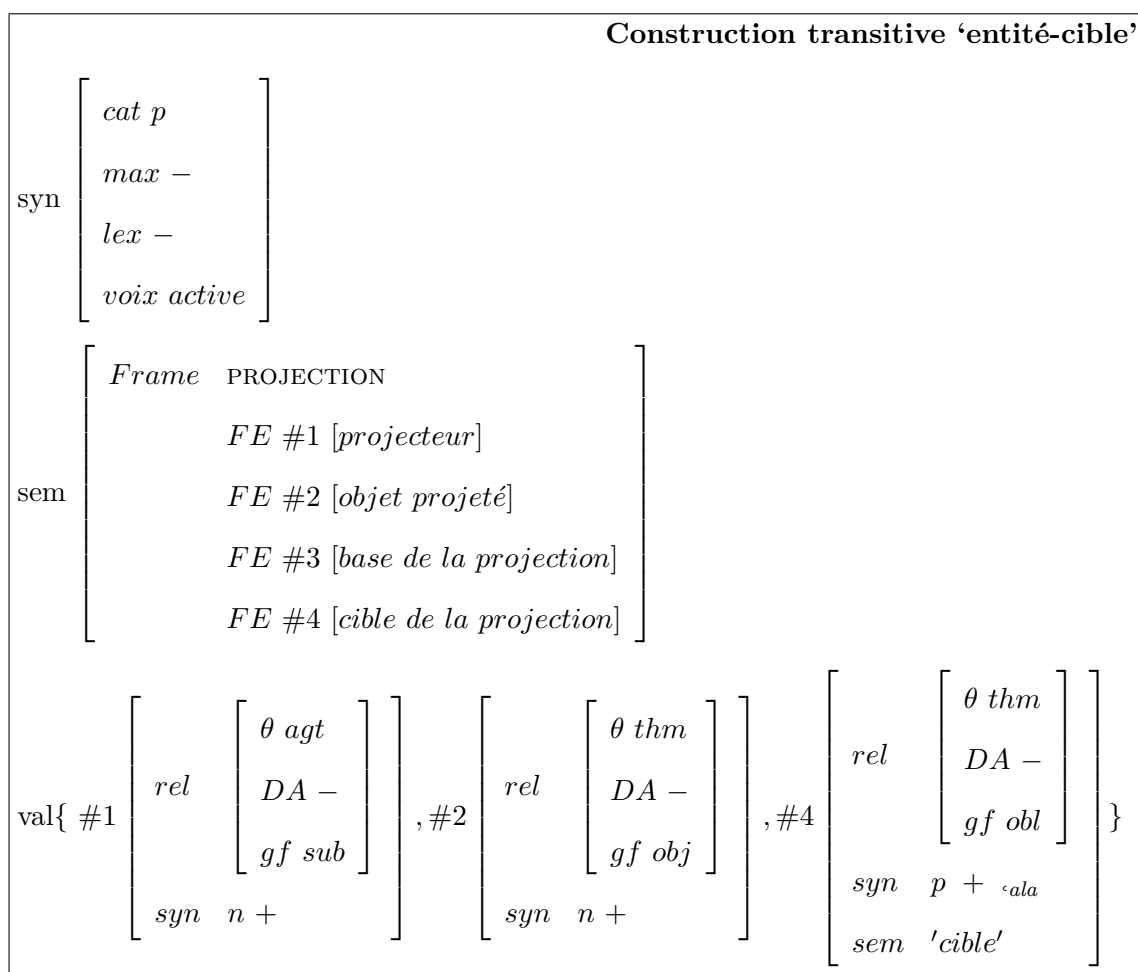 Construction transitive ‘entité-cible’
syn
cat p
max −
lex −
voix active
sem
Frame PROJECTION
FE #1 [projecteur]
FE #2 [objet projeté]
FE #3 [base de la projection]
FE #4 [cible de la projection]
val{ #1
rel
θ agt
DA −
gf sub
syn n +
, #2
rel
θ thm
DA −
gf obj
syn n +
, #4
rel
θ thm
DA −
gf obl
syn p + ʿala
sem 'cible'
}